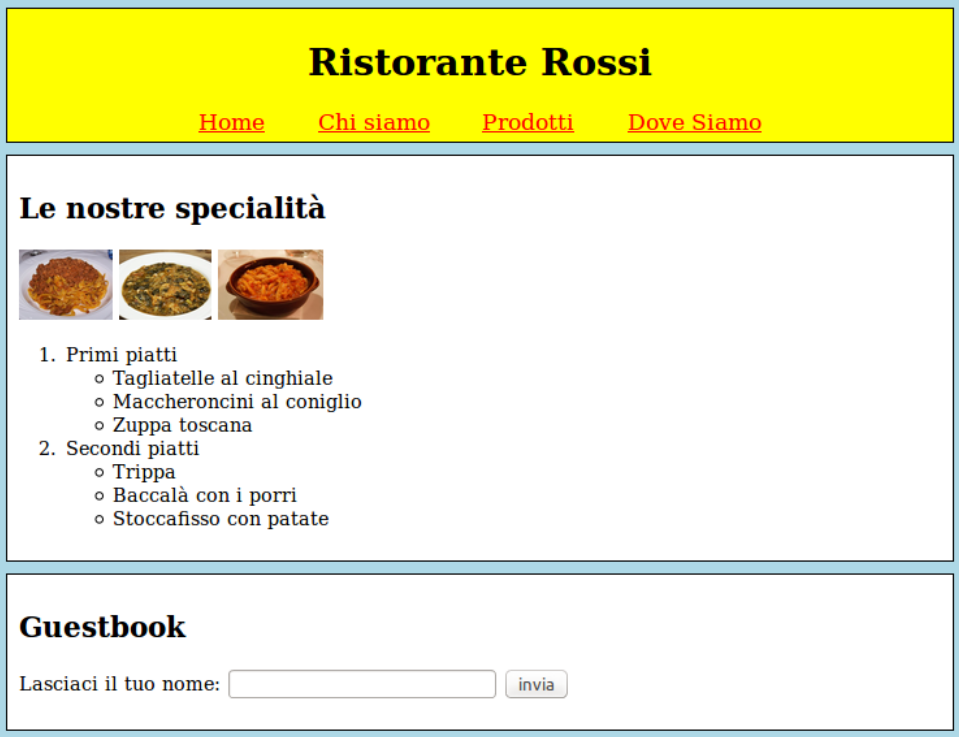 Ristorante Rossi
Home Chi siamo Prodotti Dove Siamo
Le nostre specialità
1. Primi piatti
Tagliatelle al cinghiale
Maccheroncini al coniglio
Zuppa toscana
2. Secondi piatti
Trippa
Baccalà con i porri
Stoccafisso con patate
Guestbook
Lasciaci il tuo nome: invia